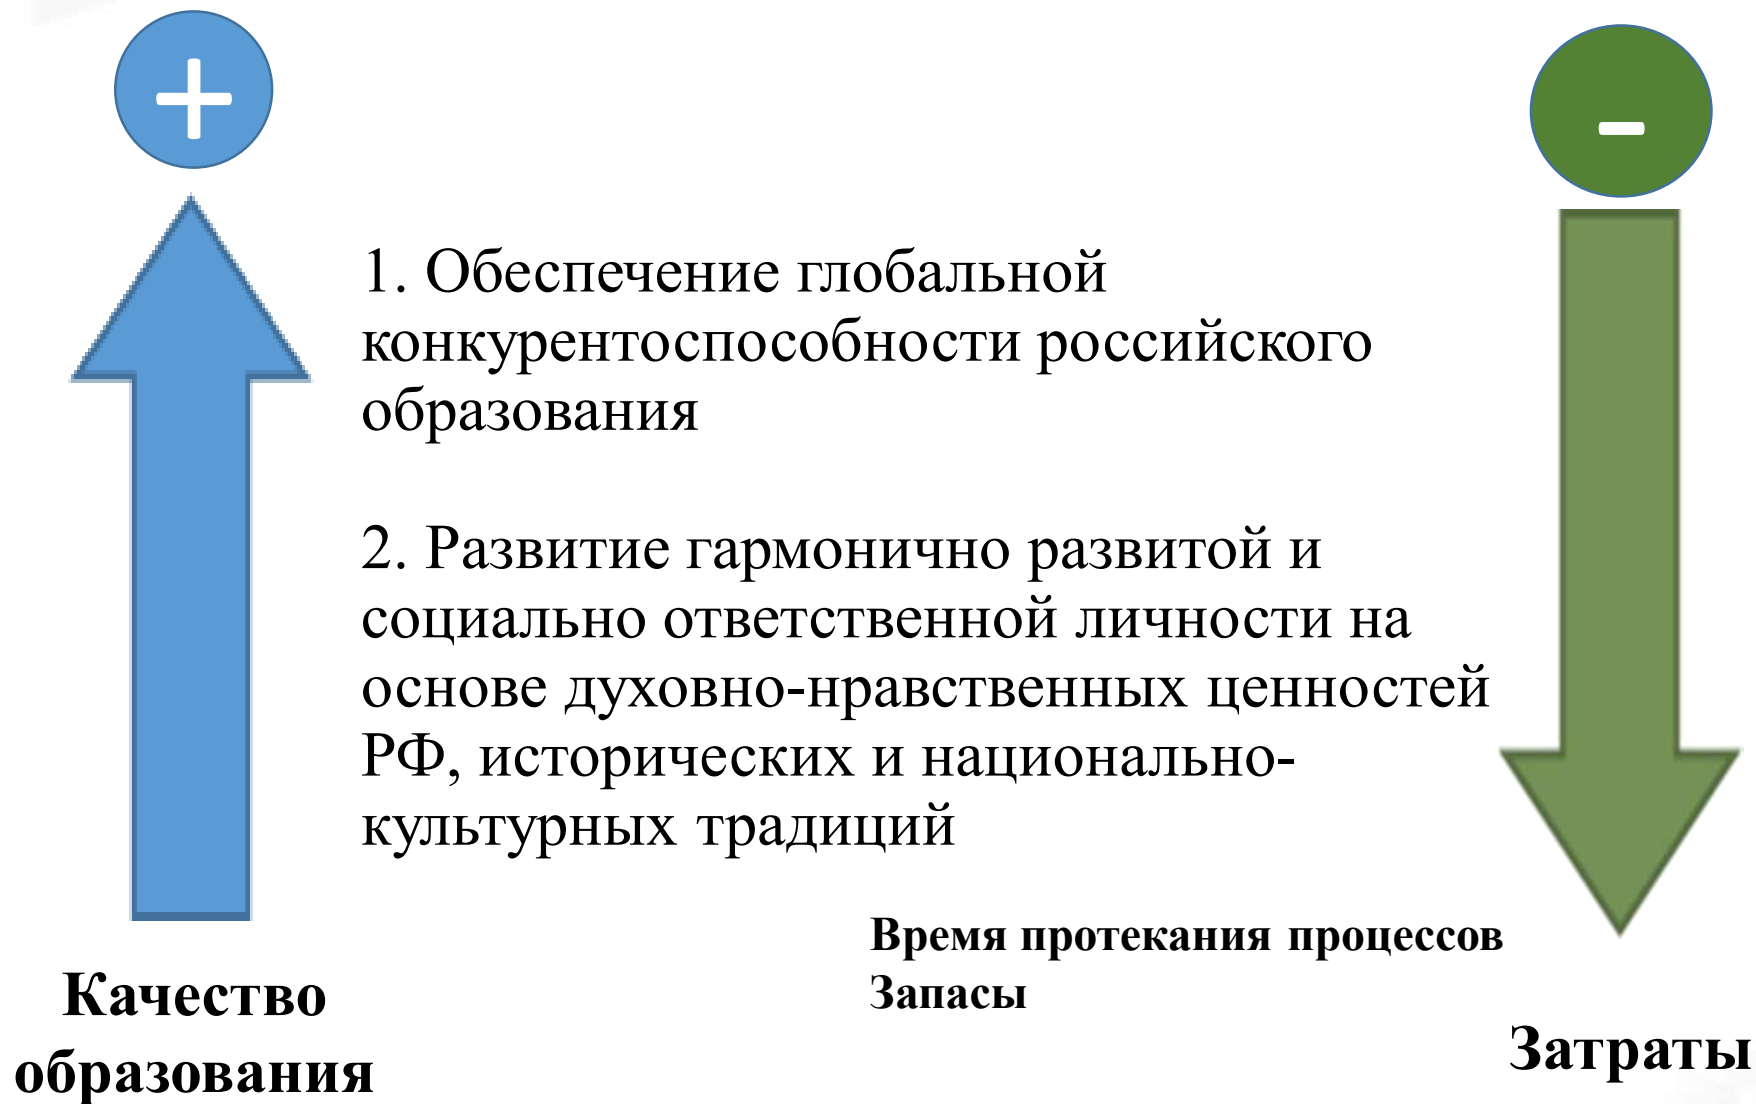 +
-
1. Обеспечение глобальной
конкурентоспособности российского
образования
2. Развитие гармонично развитой и
социально ответственной личности на
основе духовно-нравственных ценностей
РФ, исторических и национально-
культурных традиций
Время протекания процессов
Запасы
Качество
образования
Затраты